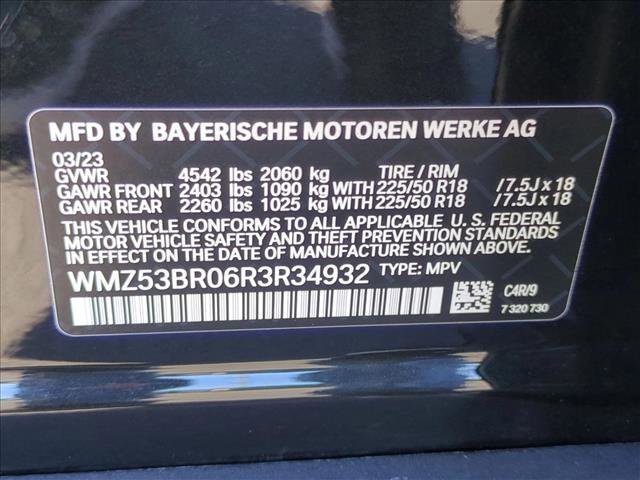 MFD BY BAYERISCHE MOTOREN WERKE AG
03/23
GVWR 4542 lbs 2060 kg TIRE / RIM
GAWR FRONT 2403 lbs 1090 kg WITH 225/50 R18 / 7.5J x 18
GAWR REAR 2260 lbs 1025 kg WITH 225/50 R18 / 7.5J x 18
THIS VEHICLE CONFORMS TO ALL APPLICABLE U. S. FEDERAL
MOTOR VEHICLE SAFETY AND THEFT PREVENTION STANDARDS
IN EFFECT ON THE DATE OF MANUFACTURE SHOWN ABOVE.
WMZ53BR06R3R34932 TYPE: MPV
C4R/9
7 320 730